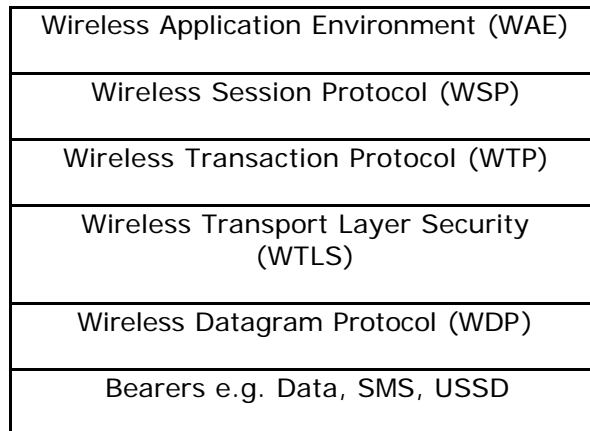 Wireless Application Environment (WAE)
Wireless Session Protocol (WSP)
Wireless Transaction Protocol (WTP)
Wireless Transport Layer Security
(WTLS)
Wireless Datagram Protocol (WDP)
Bearers e.g. Data, SMS, USSD